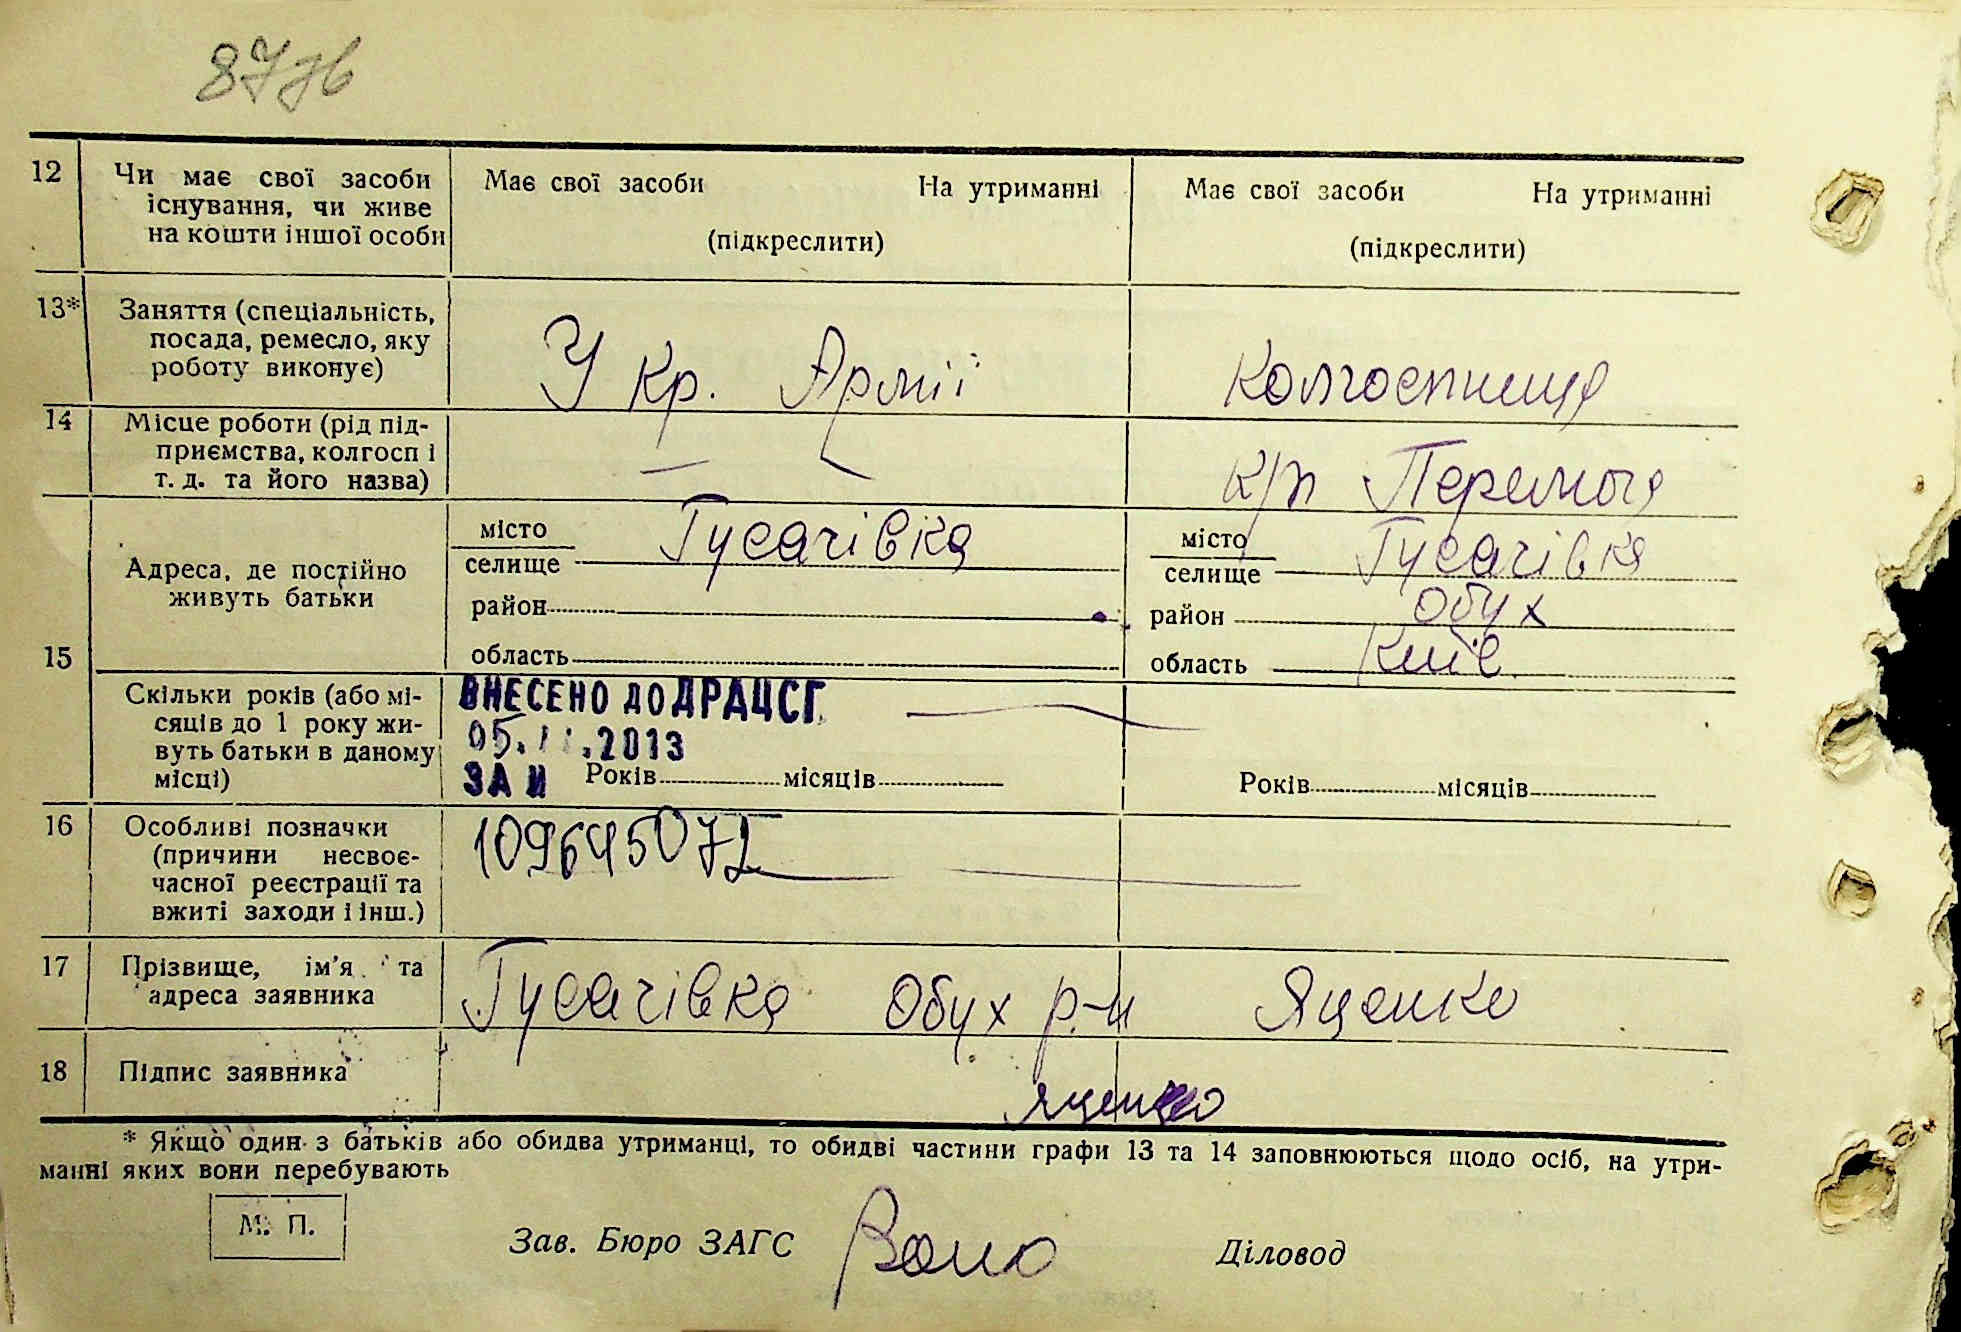 12 Чи має свої засоби Має свої засоби На утриманні Має свої засоби На утриманні
існування, чи живе
на кошти іншої особи (підкреслити) (підкреслити)
13* Заняття (спеціальність,
посада, ремесло, яку
роботу виконує) У Кр. Армії Колгоспниця
14 Місце роботи (рід під-
приємства, колгосп і
т. д. та його назва) — к/г Перемога
місто Гусачівка місто Гусачівка
Адреса, де постійно селище селище
живуть батьки район район Обух
15 область область Київ
Скільки років (або мі- ВНЕСЕНО ДО ДРАЦСГ
сяців до 1 року жи- 05.11.2013
вуть батьки в даному
місці) ЗА Років місяців Років місяців
16 Особливі позначки
(причини несвоє-
часної реєстрації та
вжиті заходи і інш.)
17 Прізвище, ім'я та
адреса заявника Гусачівка Обух р-н Яценко
18 Підпис заявника Яценко
* Якщо один з батьків або обидва утриманці, то обидві частини графи 13 та 14 заповнюються щодо осіб, на утри-
манні яких вони перебувають
М. П.
Зав. Бюро ЗАГС Діловод